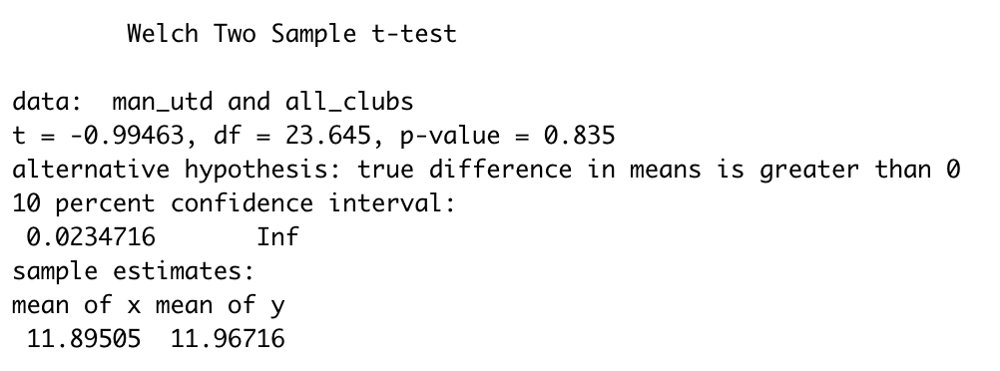 Welch Two Sample t-test
data:  man_utd and all_clubs
t = -0.99463, df = 23.645, p-value = 0.835
alternative hypothesis: true difference in means is greater than 0
10 percent confidence interval:
 0.0234716       Inf
sample estimates:
mean of x mean of y
 11.89505  11.96716